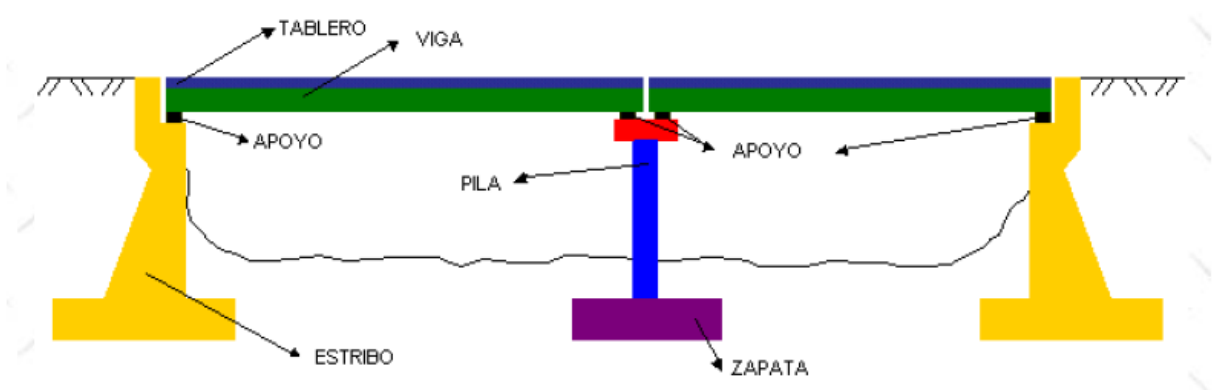 TABLERO
VIGA
APOYO
APOYO
PILA
ESTRIBO
ZAPATA